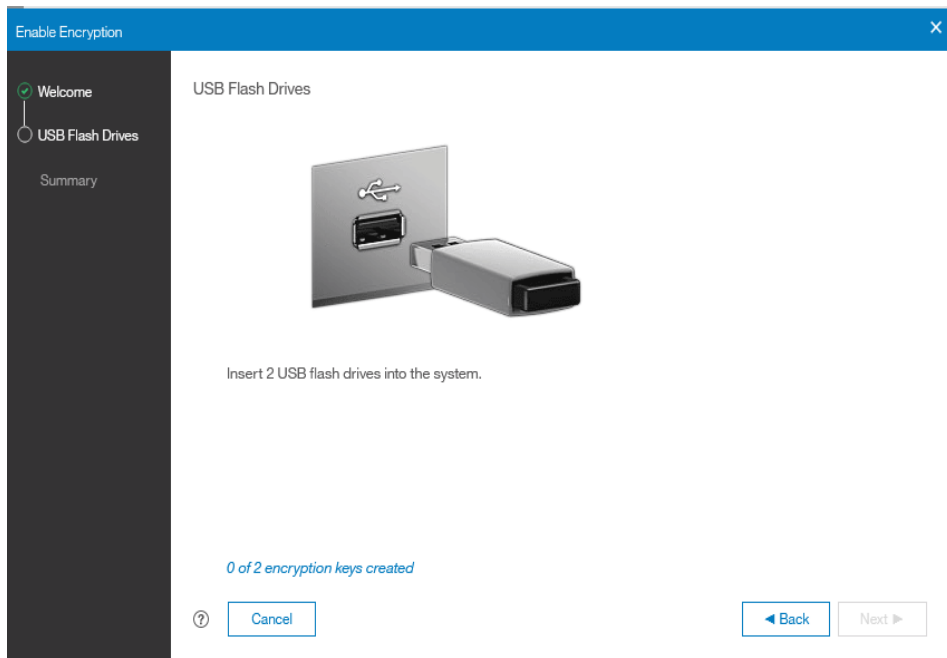 Enable Encryption
Welcome
USB Flash Drives
Summary
USB Flash Drives
Insert 2 USB flash drives into the system.
0 of 2 encryption keys created
Cancel
Back
Next